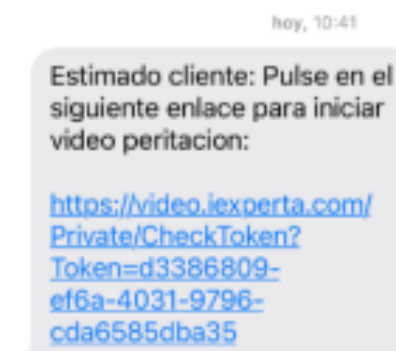 hoy, 10:41
Estimado cliente: Pulse en el
siguiente enlace para iniciar
video peritacion:
https://video.iexperta.com/
Private/CheckToken?
Token=d3386809-
ef6a-4031-9796-
cda6585dba35